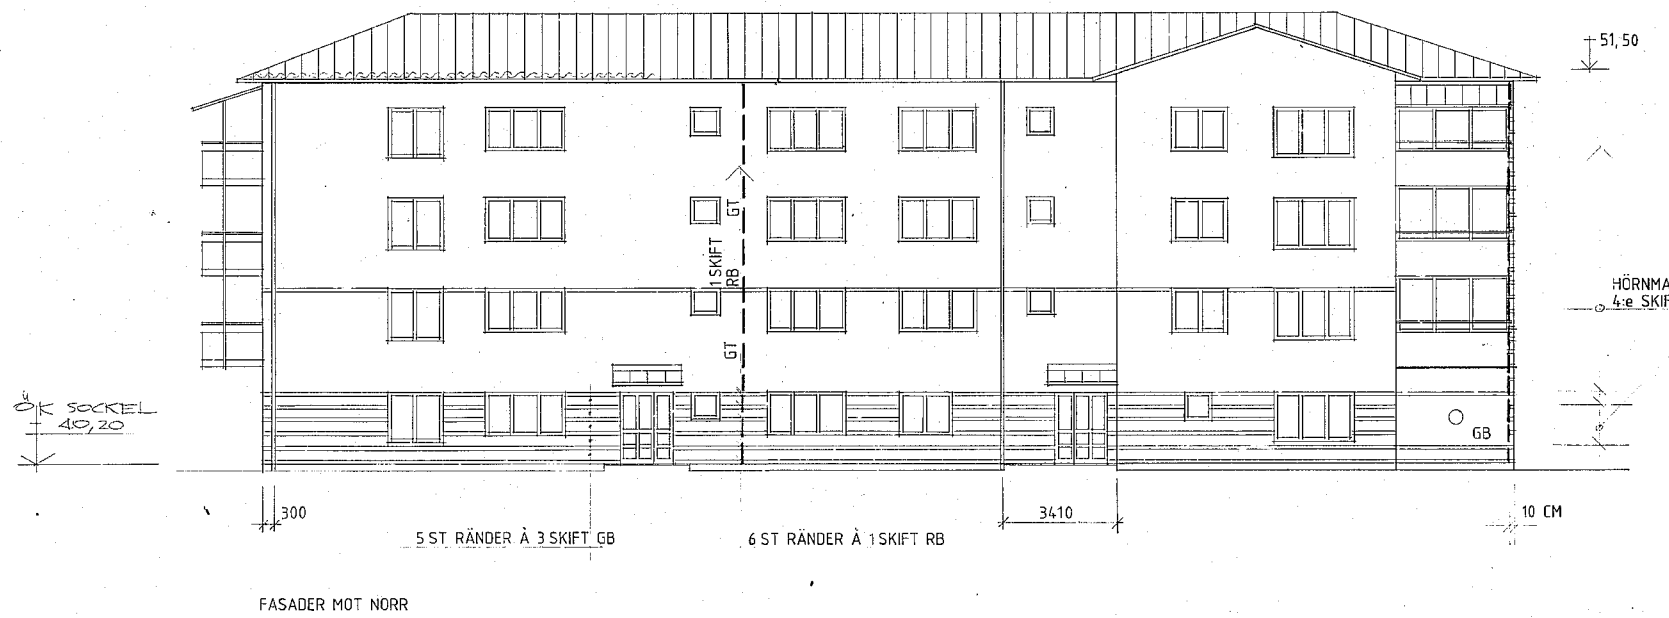 51,50
GT
1 SKIFT
RB
GT
HÖRNMA
4:e SKIF
ÖK SOCKEL
40,20
GB
300
3410
10 CM
5 ST RÄNDER À 3 SKIFT GB
6 ST RÄNDER À 1 SKIFT RB
FASADER MOT NORR